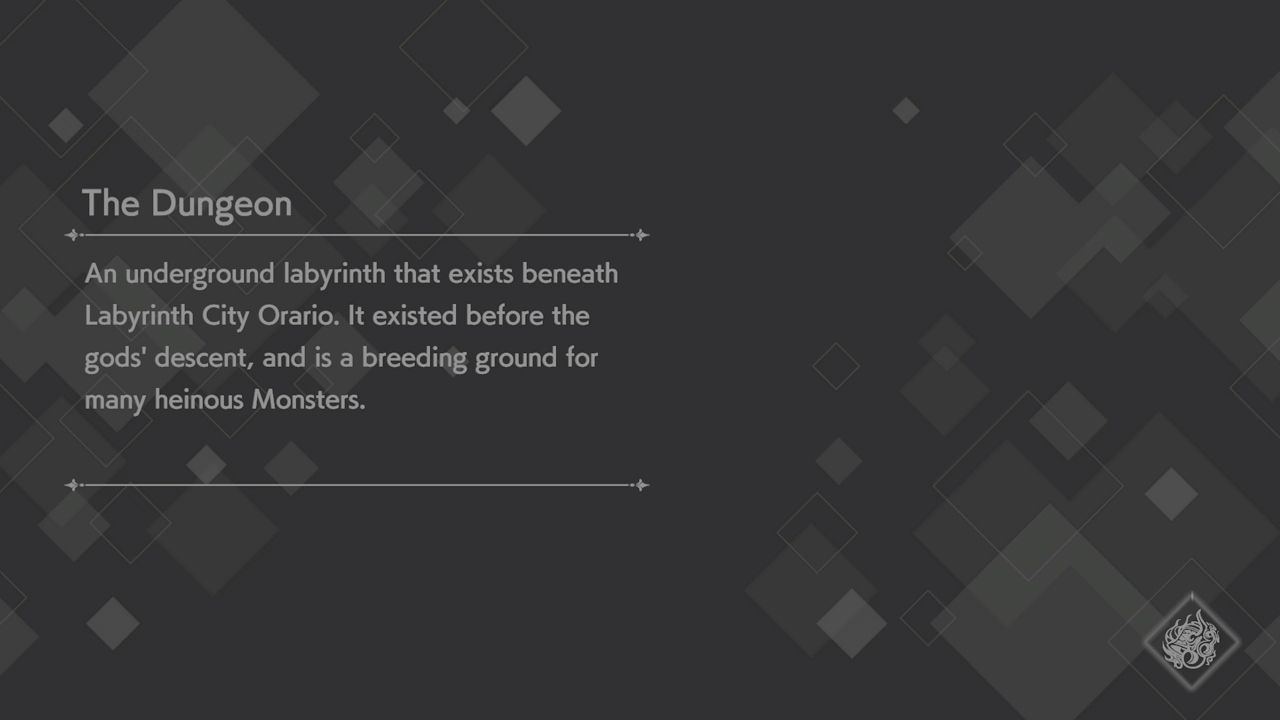 The Dungeon
An underground labyrinth that exists beneath
Labyrinth City Orario. It existed before the
gods' descent, and is a breeding ground for
many heinous Monsters.